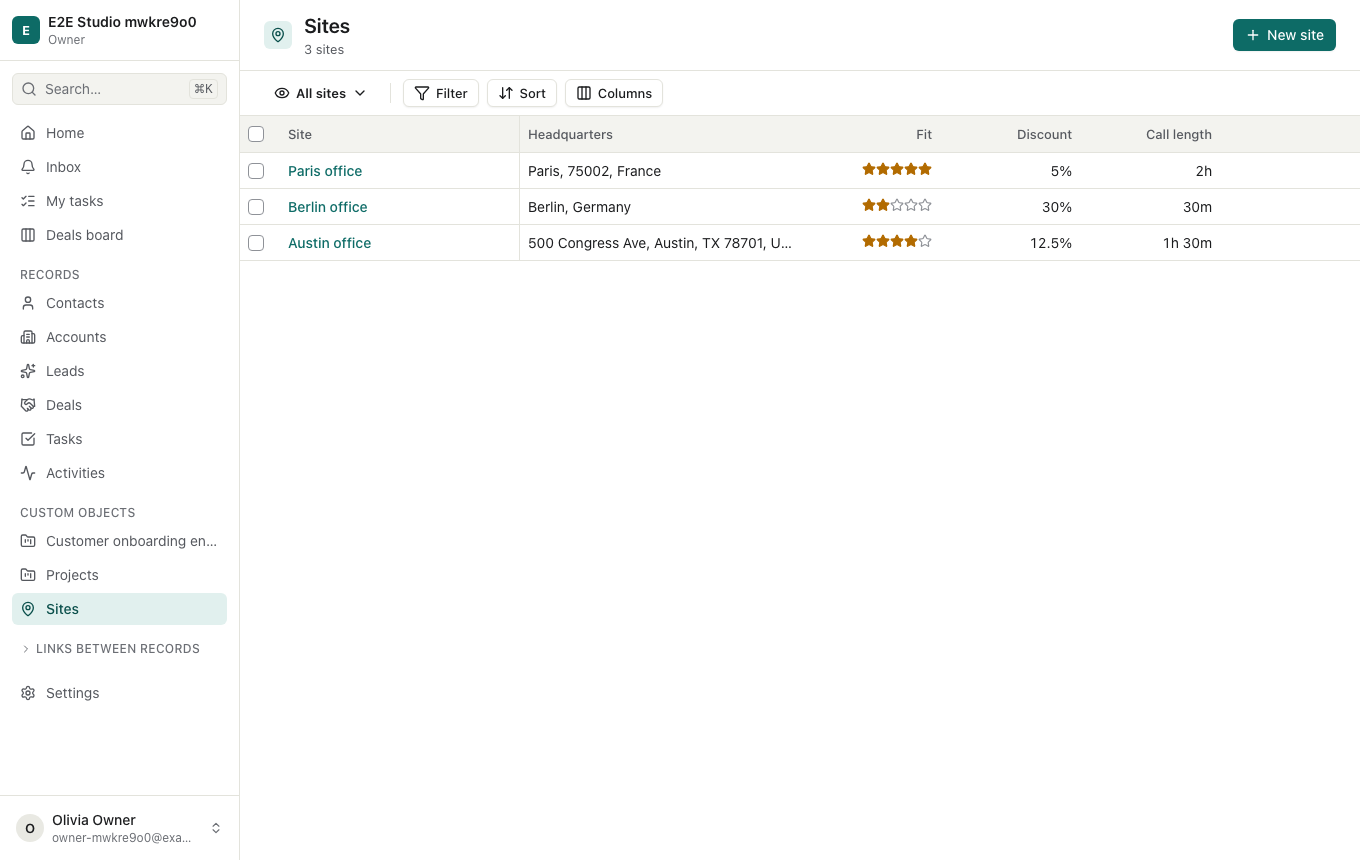 E
E2E Studio mwkre9o0
Owner
Search...
⌘K
Home
Inbox
My tasks
Deals board
RECORDS
Contacts
Accounts
Leads
Deals
Tasks
Activities
CUSTOM OBJECTS
Customer onboarding en...
Projects
Sites
LINKS BETWEEN RECORDS
Settings
O
Olivia Owner
owner-mwkre9o0@exa...
Sites
3 sites
New site
All sites
Filter
Sort
Columns
Site Headquarters Fit Discount Call length
Paris office Paris, 75002, France 5% 2h
Berlin office Berlin, Germany 30% 30m
Austin office 500 Congress Ave, Austin, TX 78701, U... 12.5% 1h 30m